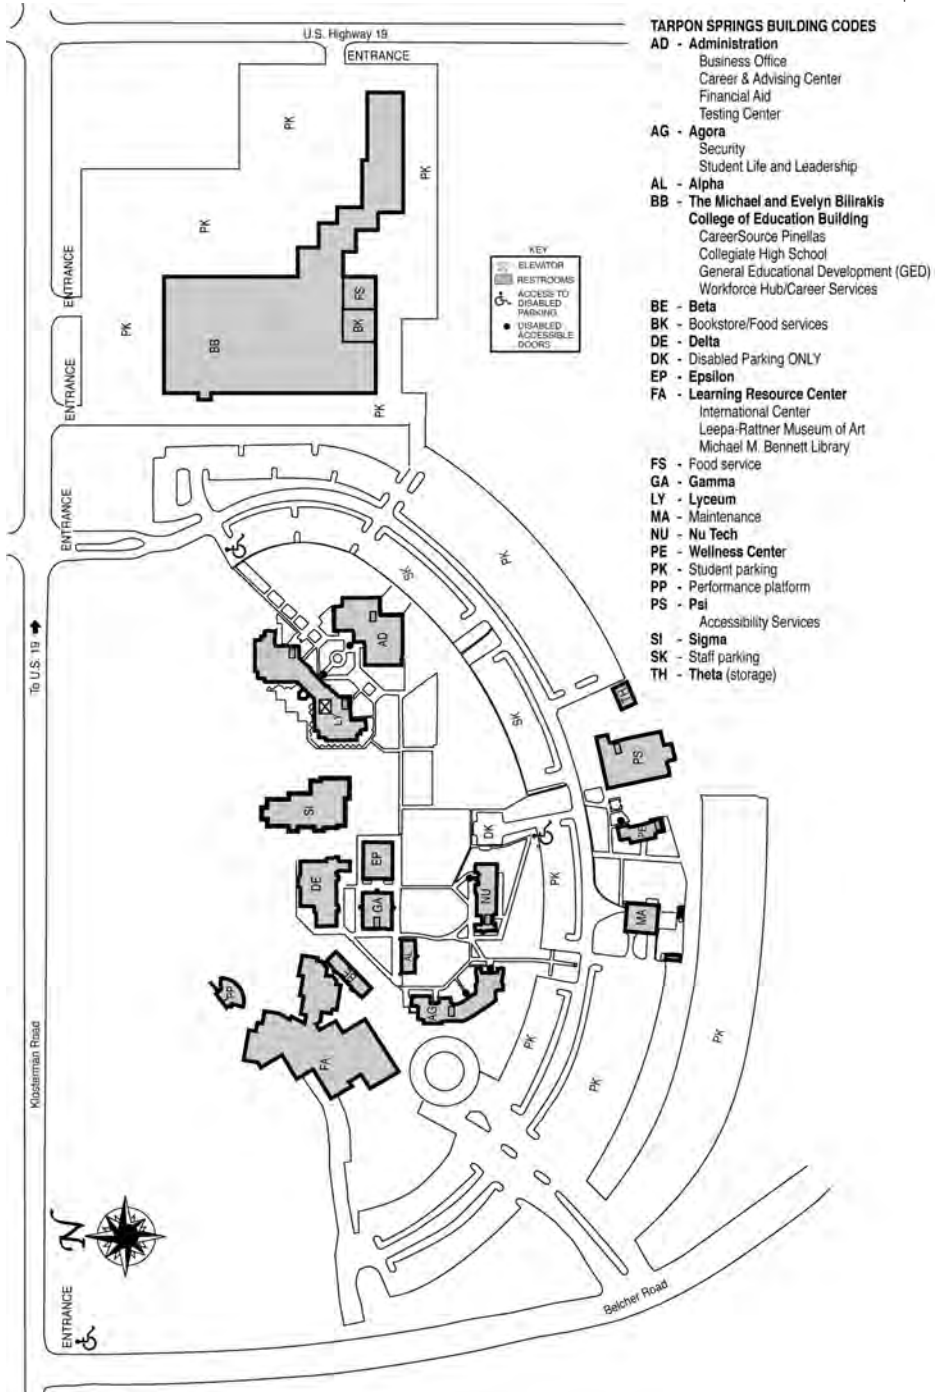 U.S. Highway 19
ENTRANCE
PK
PK
PK
ENTRANCE
PK
FS
BK
BB
ENTRANCE
PK
ENTRANCE
PK
SK
AD
LY
SK
TH
PS
SI
DK
PE
EP
DE
PK
NU
GA
MA
AL
BE
PP
AG
FA
PK
PK
PK
To U.S. 19
Klosterman Road
N
ENTRANCE
Belcher Road
KEY
ELEVATOR
RESTROOMS
ACCESS TO
DISABLED
PARKING
DISABLED
ACCESSIBLE
DOORS
TARPON SPRINGS BUILDING CODES
AD - Administration
Business Office
Career & Advising Center
Financial Aid
Testing Center
AG - Agora
Security
Student Life and Leadership
AL - Alpha
BB - The Michael and Evelyn Bilirakis
College of Education Building
CareerSource Pinellas
Collegiate High School
General Educational Development (GED)
Workforce Hub/Career Services
BE - Beta
BK - Bookstore/Food services
DE - Delta
DK - Disabled Parking ONLY
EP - Epsilon
FA - Learning Resource Center
International Center
Leepa-Rattner Museum of Art
Michael M. Bennett Library
FS - Food service
GA - Gamma
LY - Lyceum
MA - Maintenance
NU - Nu Tech
PE - Wellness Center
PK - Student parking
PP - Performance platform
PS - Psi
Accessibility Services
SI - Sigma
SK - Staff parking
TH - Theta (storage)